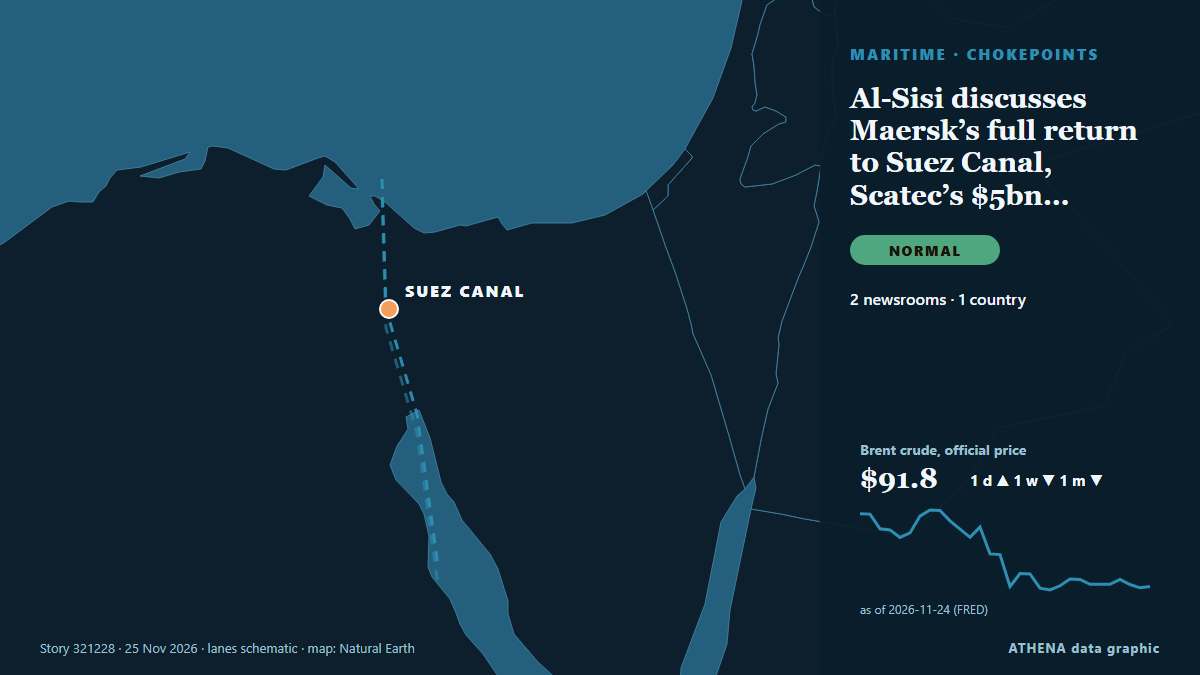 MARITIME · CHOKEPOINTS
Al-Sisi discusses
Maersk’s full return
to Suez Canal,
Scatec’s $5bn…
NORMAL
2 newsrooms · 1 country
SUEZ CANAL
Brent crude, official price
$91.8 1 d ▲ 1 w ▼ 1 m ▼
as of 2026-11-24 (FRED)
Story 321228 · 25 Nov 2026 · lanes schematic · map: Natural Earth
ATHENA data graphic